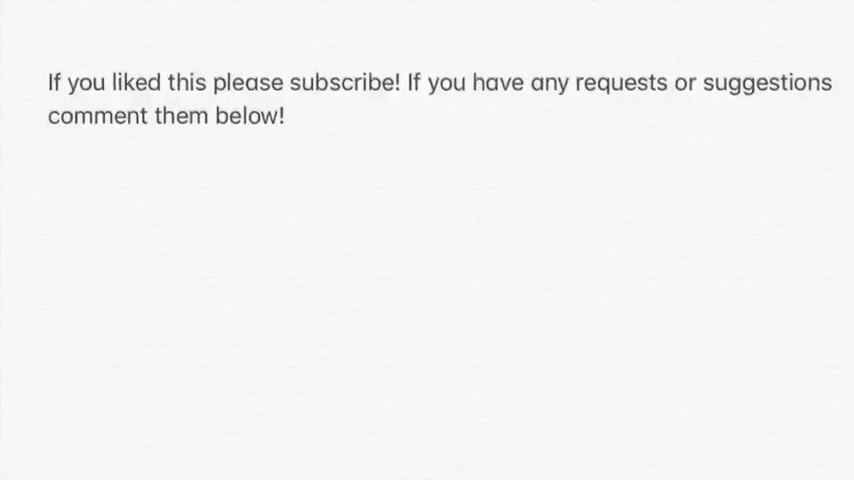 If you liked this please subscribe! If you have any requests or suggestions
comment them below!